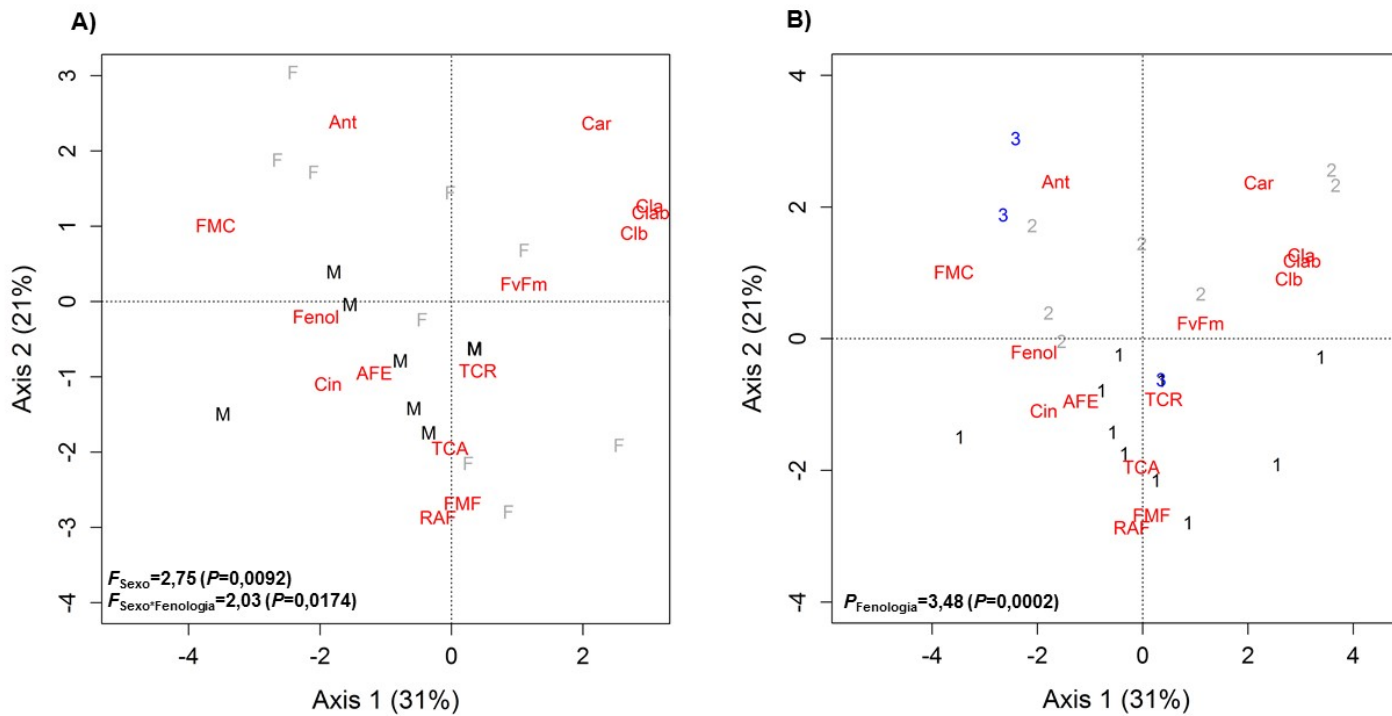 A)
3
2
1
0
-1
-2
-3
-4
Axis 2 (21%)
F
Ant
Car
F
F
F
FMC
Cla
Clab
Clb
F
M
FvFm
M
Fenol
F
M
M
TCR
Cin
AFE
M
M
M
TCA
F
F
FMF
RAF
F
F Sexo=2,75 (P=0,0092)
F Sexo*Fenologia=2,03 (P=0,0174)
-4 -2 0 2
Axis 1 (31%)
B)
4
2
0
-2
-4
Axis 2 (21%)
3
Ant
Car
2
2
3
2
2
FMC
Cla
Clab
Clb
2
2
FvFm
2
Fenol
1
1
1
3
TCR
Cin
AFE
1
1
1
TCA
1
1
FMF
RAF
1
P Fenologia=3,48 (P=0,0002)
-4 -2 0 2 4
Axis 1 (31%)